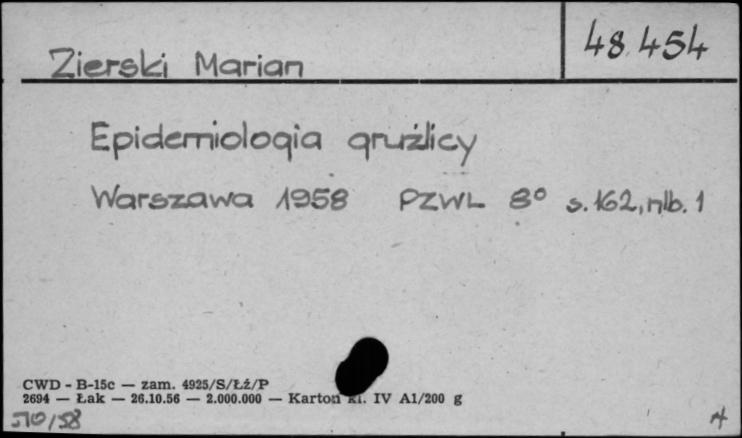 Zierski Marian
48.454
Epidemiologia gruźlicy
Warszawa 1958 PZWL 8° s. 162, nlb. 1
CWD - B-15c — zam. 4925/S/Łź/P
2694 — Łak — 26.10.56 — 2.000.000 — Karton kl. IV A1/200 g
510/58